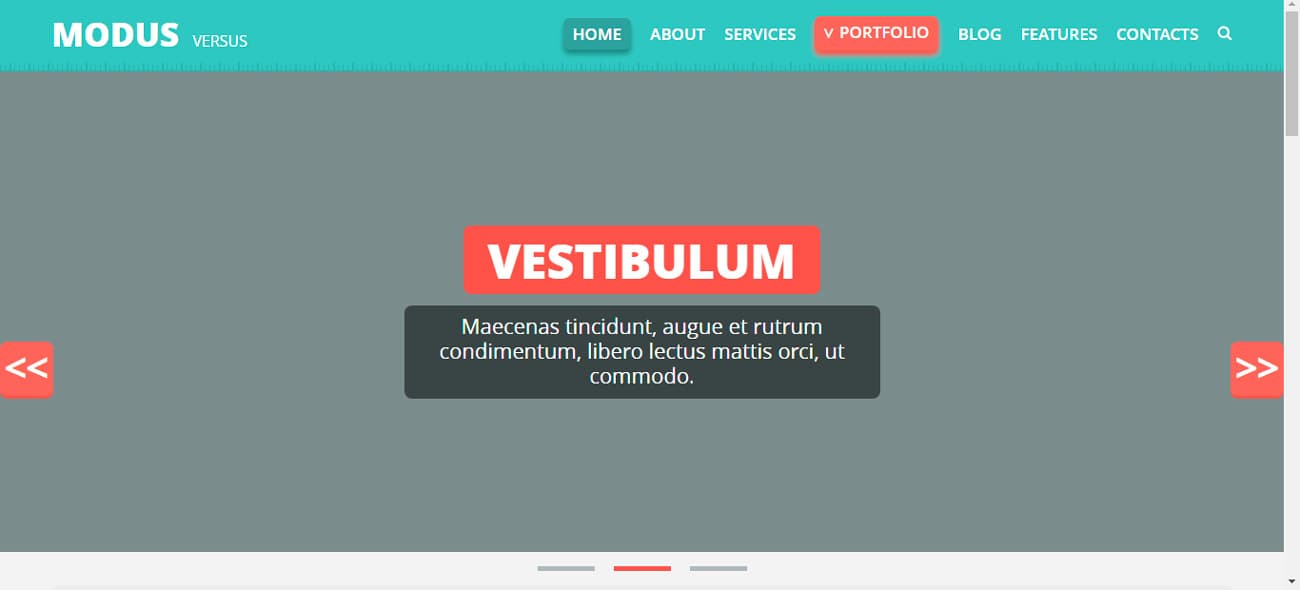 MODUS VERSUS
HOME ABOUT SERVICES V PORTFOLIO BLOG FEATURES CONTACTS
VESTIBULUM
Maecenas tincidunt, augue et rutrum
condimentum, libero lectus mattis orci, ut
commodo.
<< >>